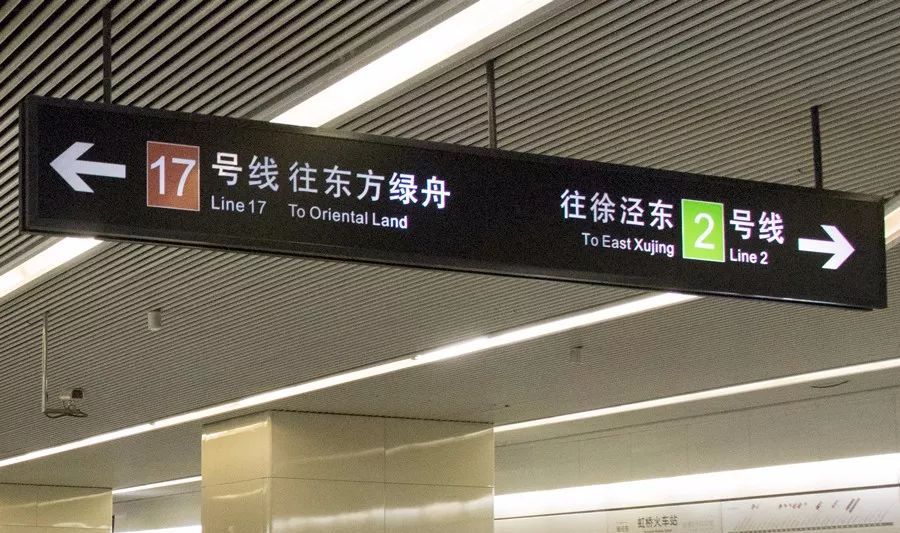 17 号线 往东方绿舟
Line 17 To Oriental Land
往徐泾东 2 号线
To East Xujing Line 2
虹桥火车站